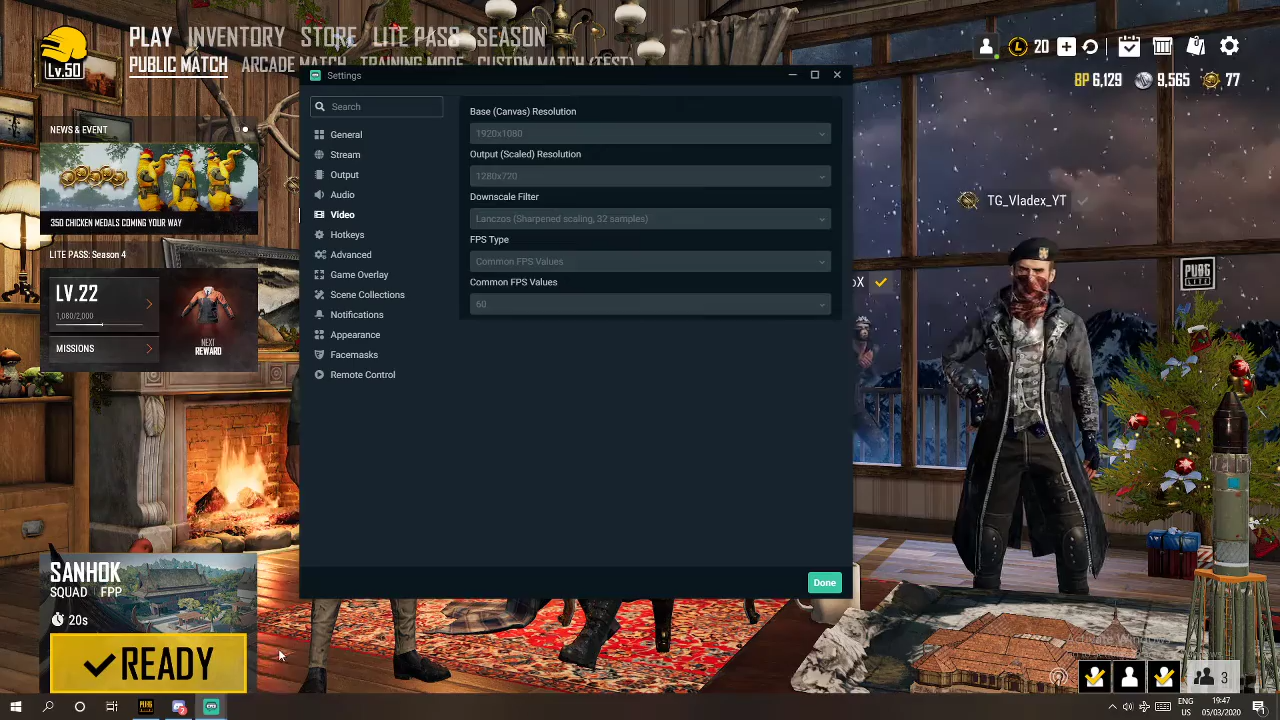 PLAY INVENTORY STORE LITE PASS SEASON
PUBLIC MATCH ARCADE MATCH TRAINING MODE CUSTOM MATCH (TEST)
Lv.50
20
BP 6,129 9,565 77
NEWS & EVENT
350 CHICKEN MEDALS COMING YOUR WAY
LITE PASS: Season 4
LV.22
1,080/2,000
NEXT
REWARD
MISSIONS
Settings
Search
General
Stream
Output
Audio
Video
Hotkeys
Advanced
Game Overlay
Scene Collections
Notifications
Appearance
Facemasks
Remote Control
Base (Canvas) Resolution
1920x1080
Output (Scaled) Resolution
1280x720
Downscale Filter
Lanczos (Sharpened scaling, 32 samples)
FPS Type
Common FPS Values
Common FPS Values
60
Done
TG_Vladex_YT
oX
PUBG
LITE
SANHOK
SQUAD FPP
20s
READY
Activate Windows
3
ENG
US
19:47
05/03/2020